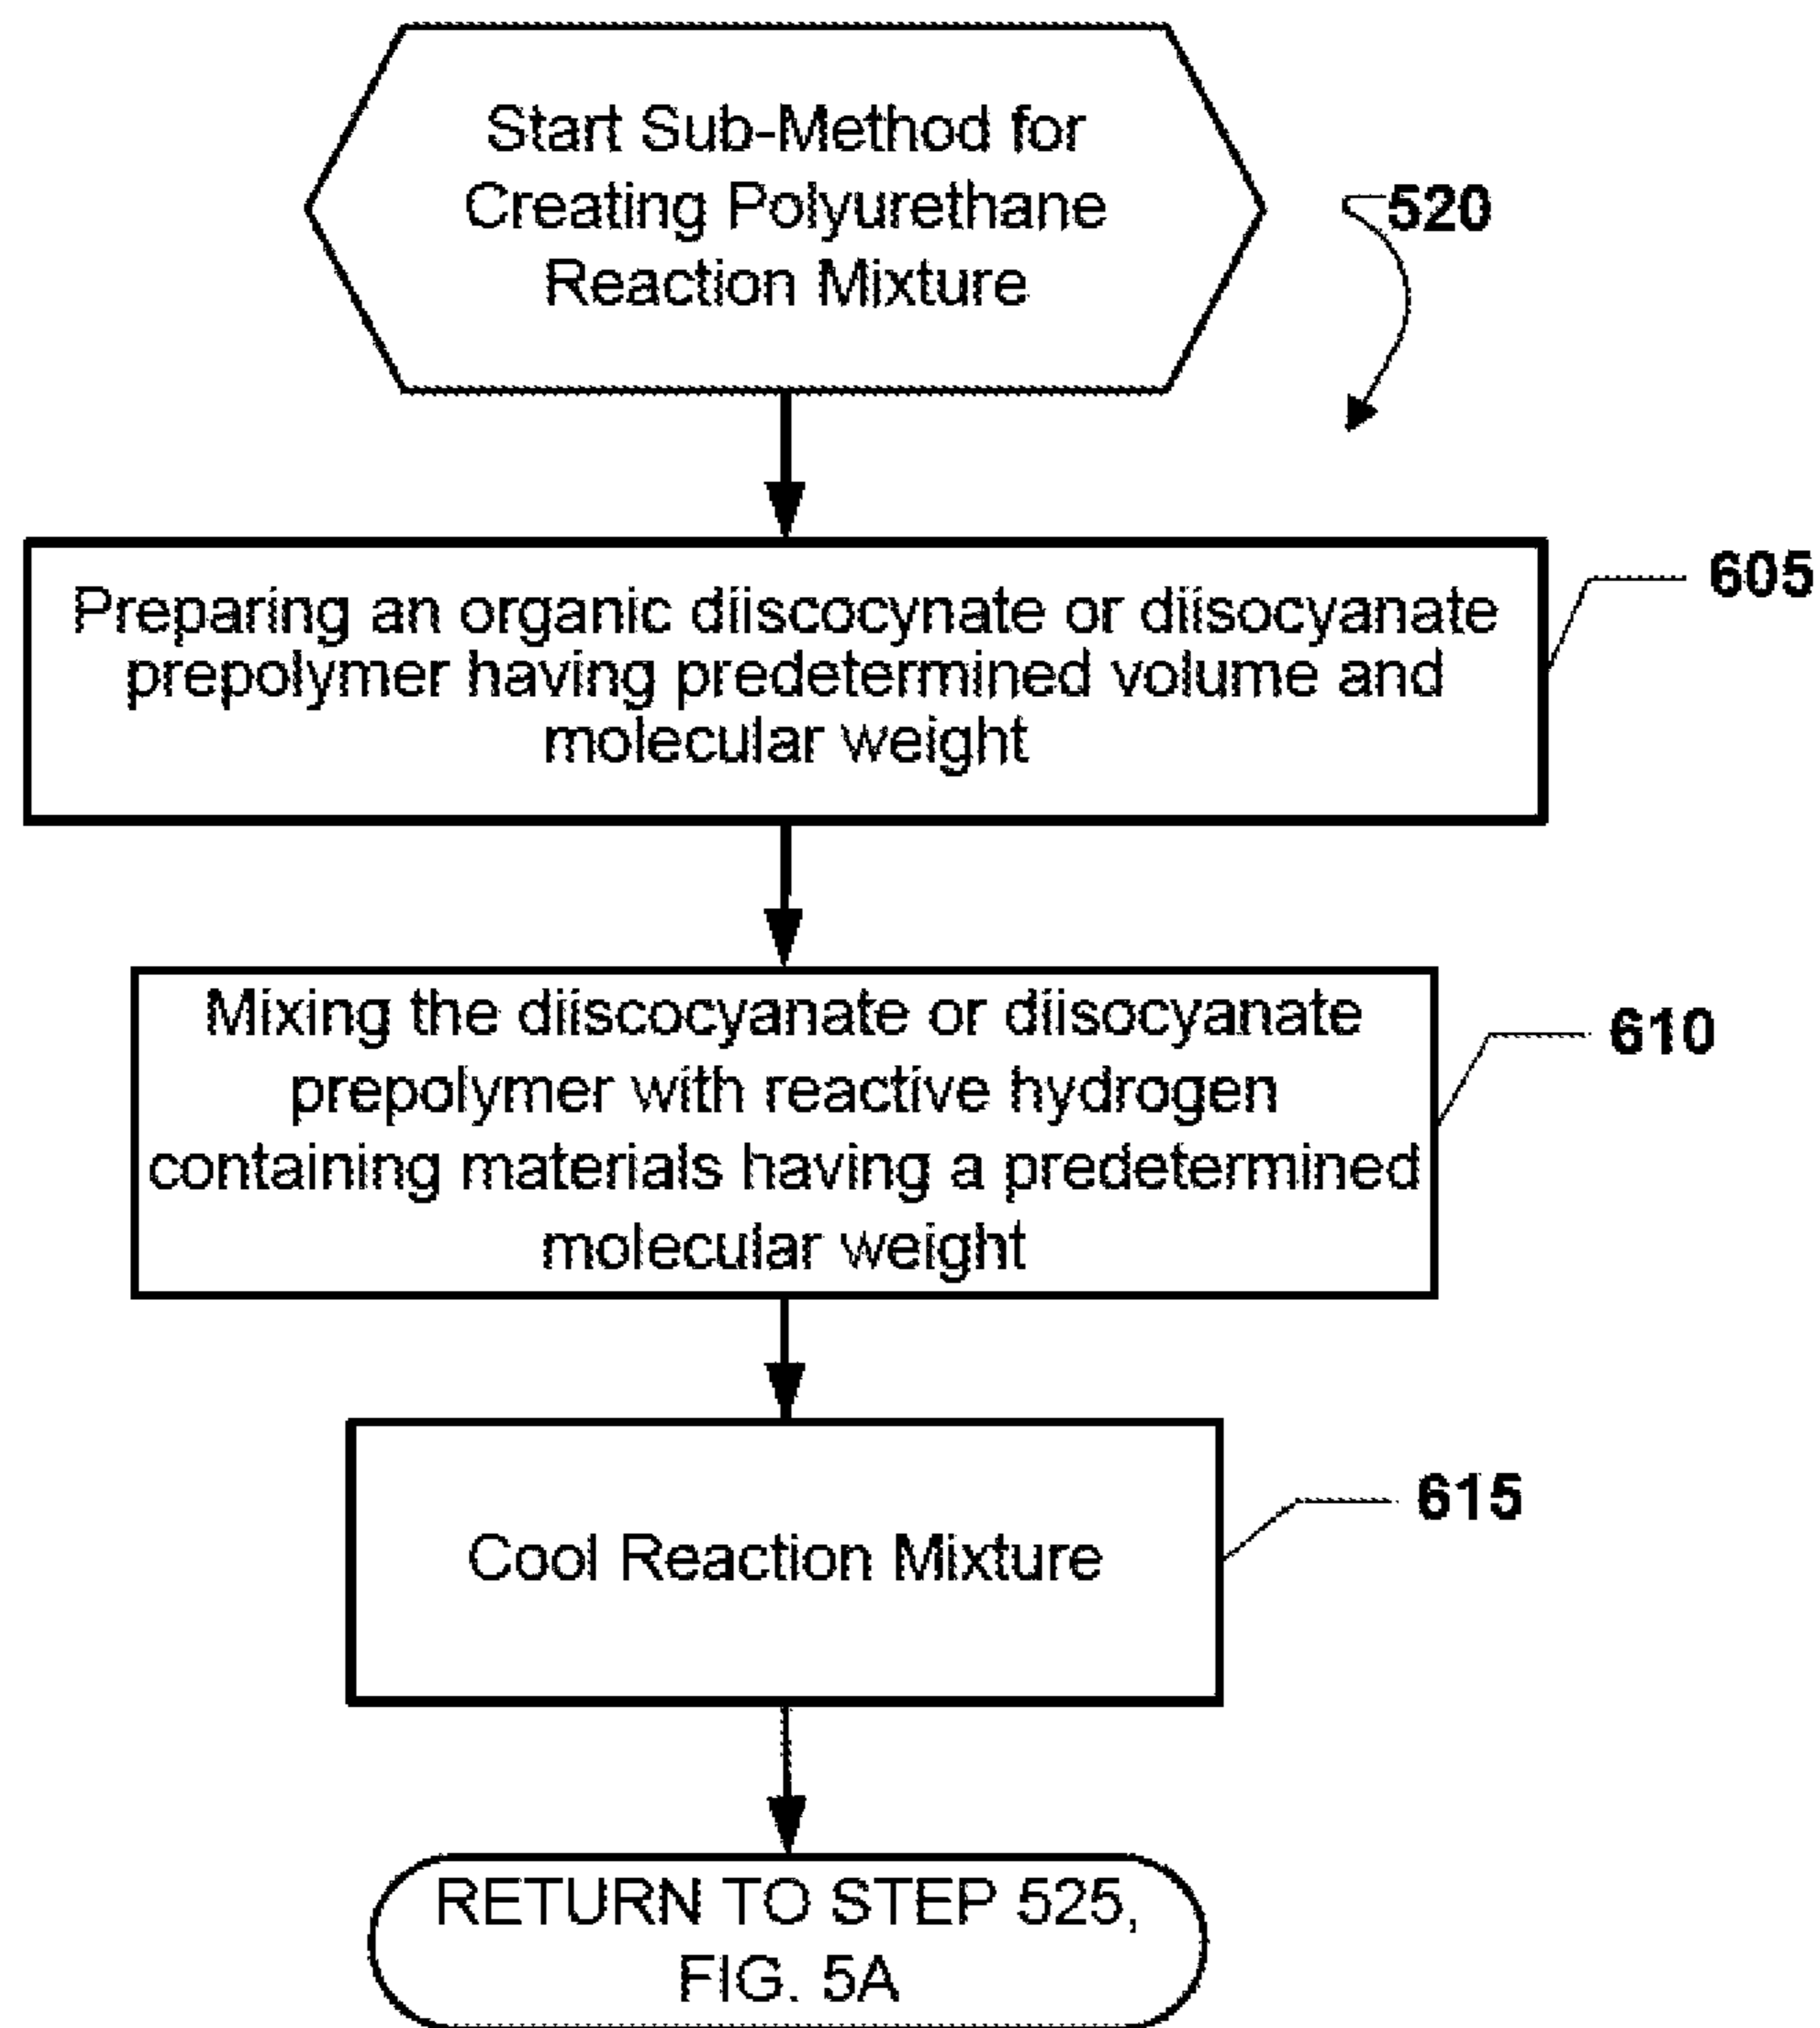 Start Sub-Method for
Creating Polyurethane
Reaction Mixture
520
Preparing an organic diiscocynate or diisocyanate
prepolymer having predetermined volume and
molecular weight
605
Mixing the diiscocyanate or diisocyanate
prepolymer with reactive hydrogen
containing materials having a predetermined
molecular weight
610
Cool Reaction Mixture
615
RETURN TO STEP 525,
FIG. 5A